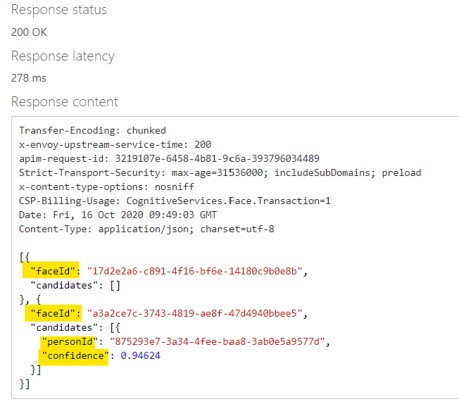 Response status
200 OK
Response latency
278 ms
Response content
Transfer-Encoding: chunked
x-envoy-upstream-service-time: 200
apim-request-id: 3219107e-6458-4b81-9c6a-393796034489
Strict-Transport-Security: max-age=31536000; includeSubDomains; preload
x-content-type-options: nosniff
CSP-Billing-Usage: CognitiveServices.Face.Transaction=1
Date: Fri, 16 Oct 2020 09:49:03 GMT
Content-Type: application/json; charset=utf-8
[{
"faceId": "17d2e2a6-c891-4f16-bf6e-14180c9b0e8b",
"candidates": []
}, {
"faceId": "a3a2ce7c-3743-4819-ae8f-47d4940bbee5",
"candidates": [{
"personId": "875293e7-3a34-4fee-baa8-3ab0e5a9577d",
"confidence": 0.94624
}]
}]